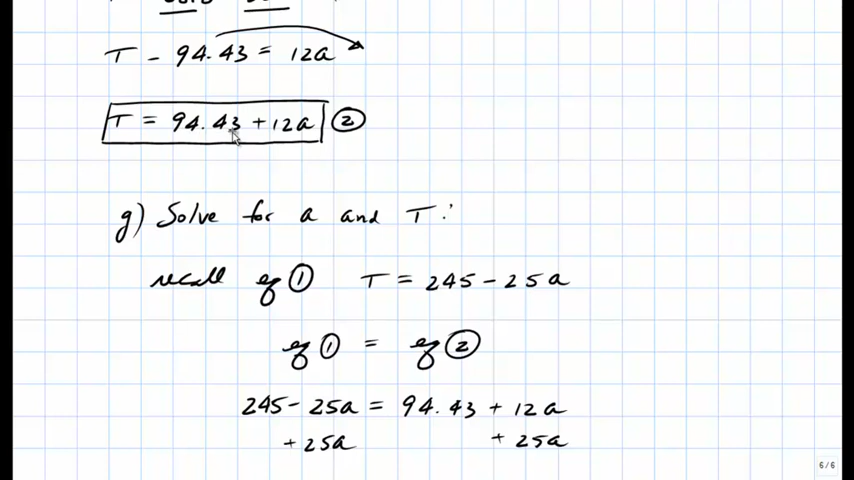 T - 94.43 = 12a
T = 94.43 + 12a ②
g) Solve for a and T:
recall eq ① T = 245 - 25a
eq ① = eq ②
245 - 25a = 94.43 + 12a
+ 25a + 25a
6/6